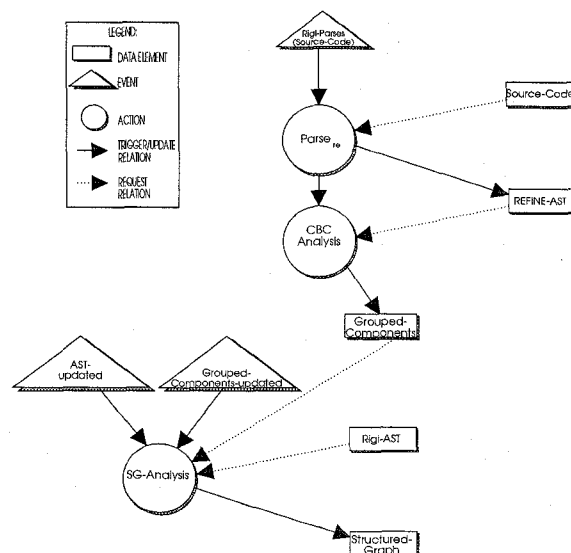 LEGEND:
DATA ELEMENT
EVENT
ACTION
TRIGGER/UPDATE
RELATION
REQUEST
RELATION
Rigi-Parses
(Source-Code)
Source-Code
Parse re
REFINE-AST
CBC
Analysis
Grouped-
Components
AST-
updated
Grouped-
Components-updated
Rigi-AST
SG-Analysis
Structured-
Graph